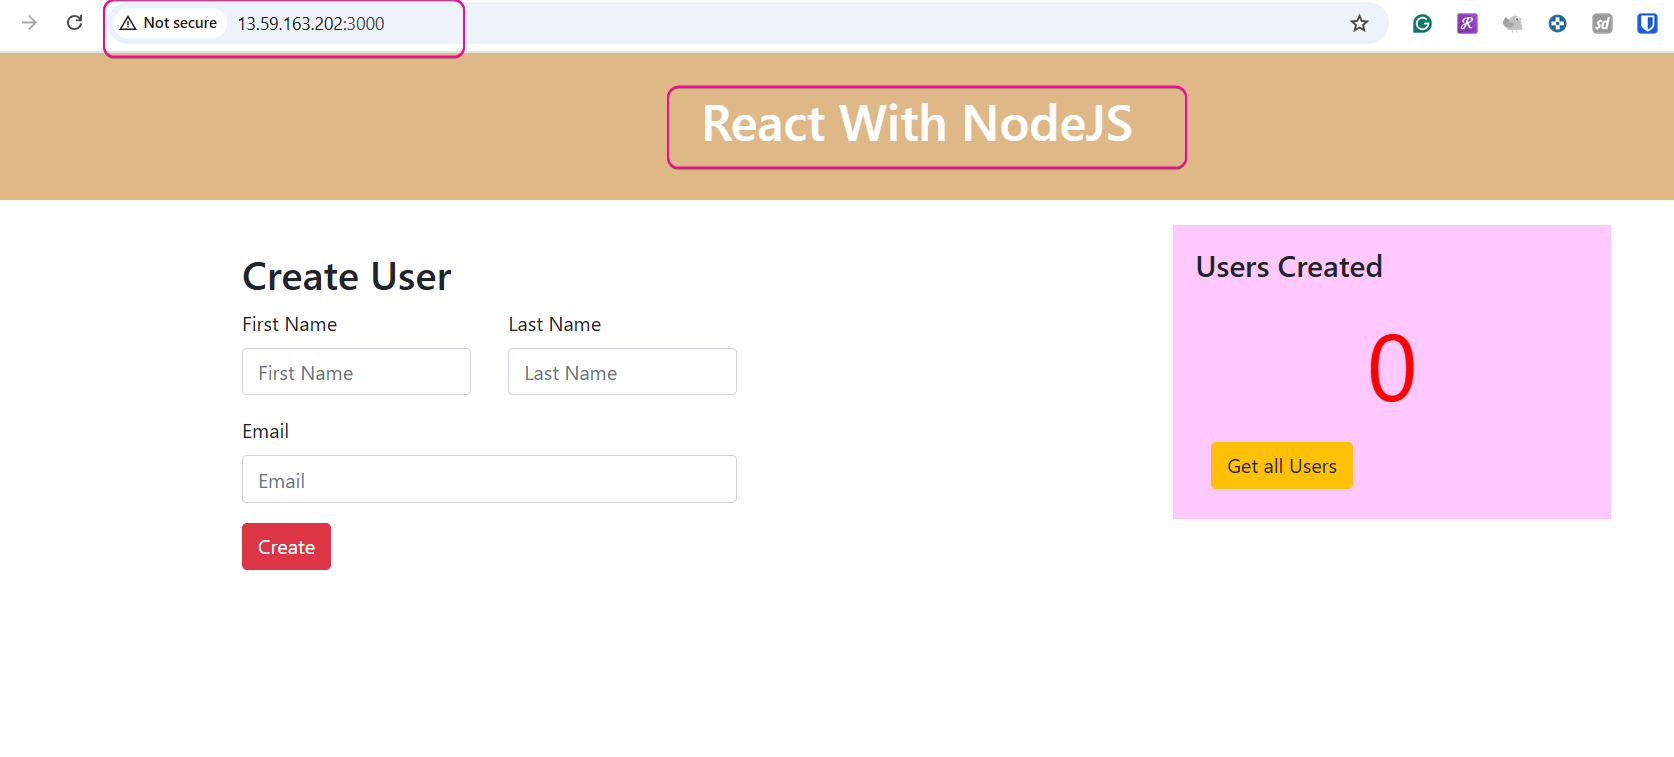 Not secure 13.59.163.202:3000
React With NodeJS
Create User
First Name Last Name
First Name Last Name
Email
Email
Create
Users Created
0
Get all Users